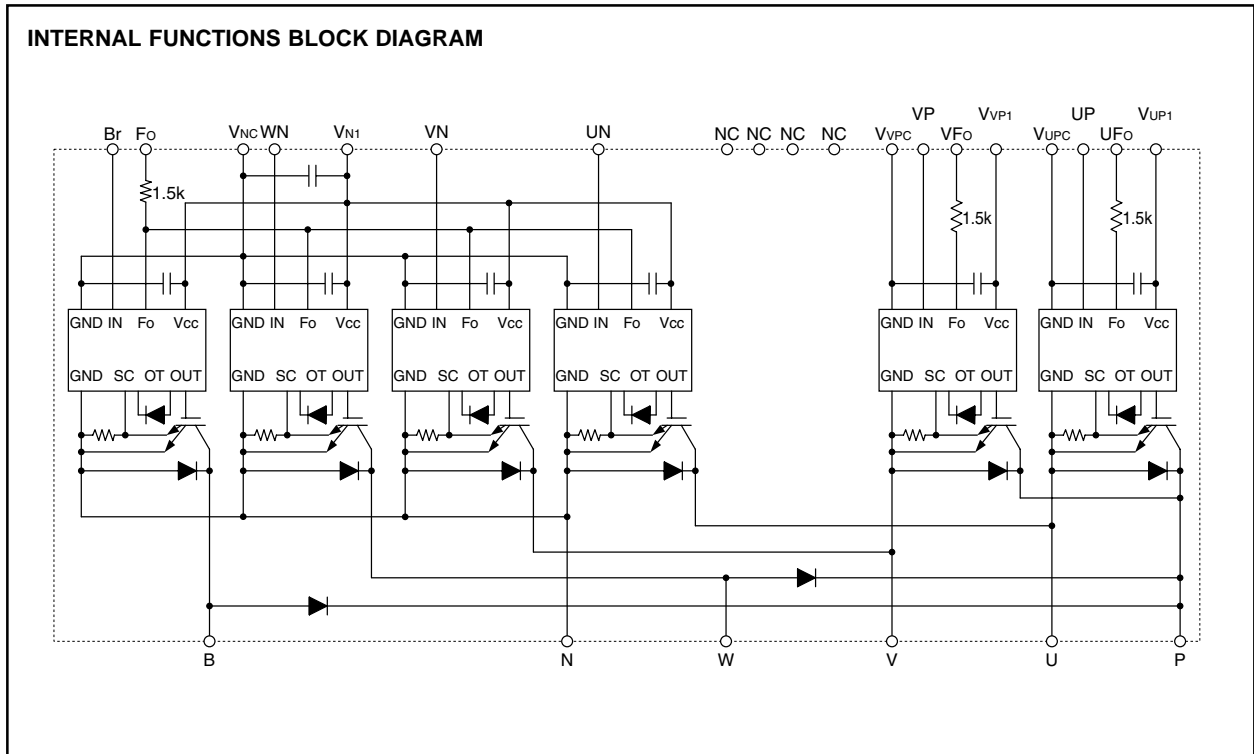 INTERNAL FUNCTIONS BLOCK DIAGRAM
VP VVP1 UP VUP1
Br FO VNC WN VN1 VN UN NC NC NC NC VVPC VFO VUPC UFO
1.5k
1.5k 1.5k
GND IN FO VCC GND IN FO VCC GND IN FO VCC GND IN FO VCC GND IN FO VCC GND IN FO VCC
GND SC OT OUT GND SC OT OUT GND SC OT OUT GND SC OT OUT GND SC OT OUT GND SC OT OUT
B N W V U P